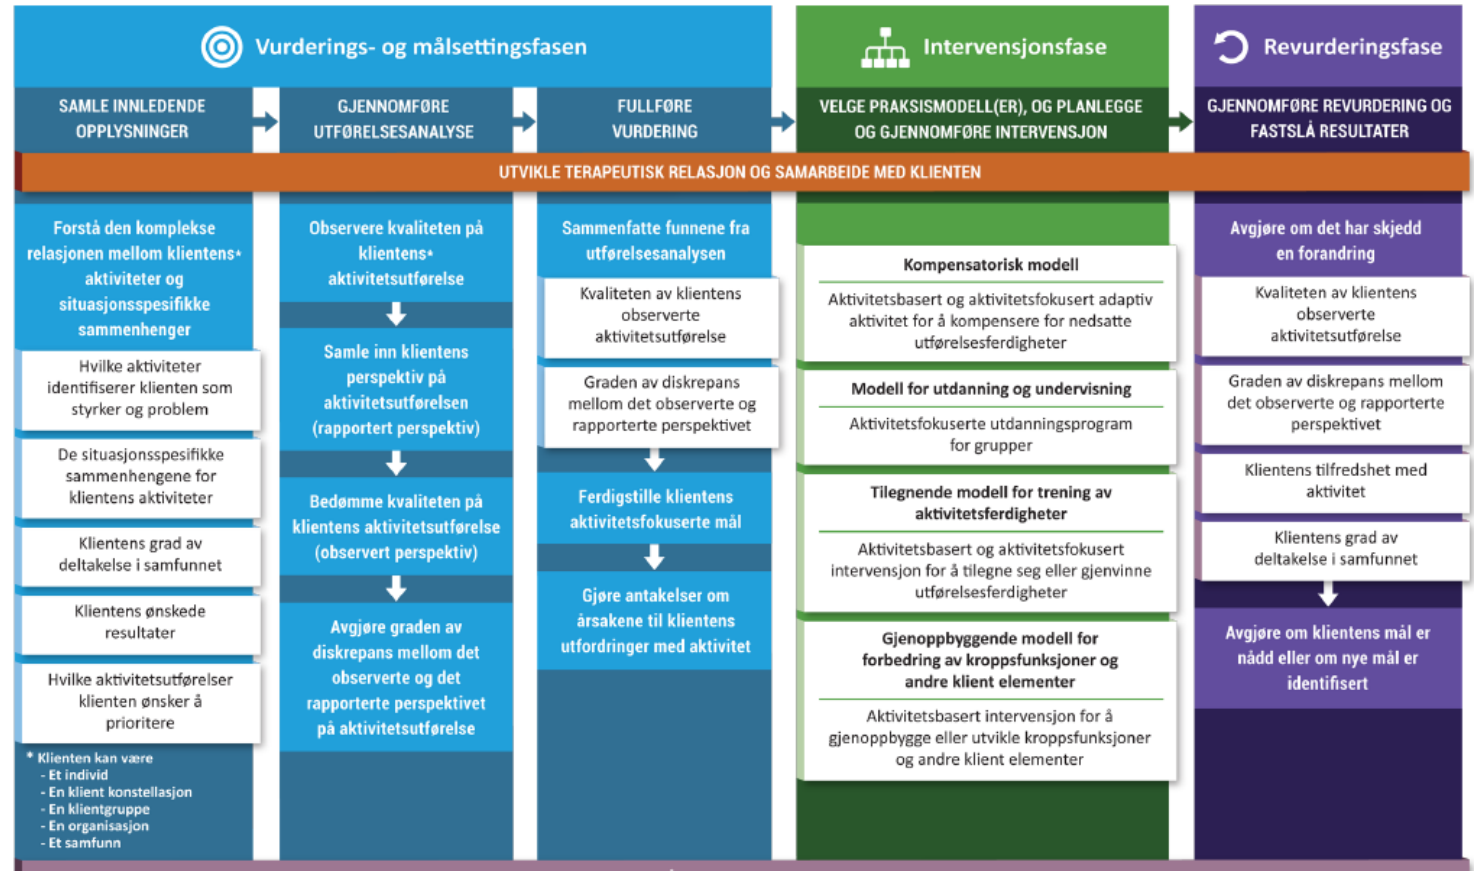 Vurderings- og målsettingsfasen
Intervensjonsfase
Revurderingsfase
SAMLE INNLEDENDE
OPPLYSNINGER
GJENNOMFØRE
UTFØRELSESANALYSE
FULLFØRE
VURDERING
VELGE PRAKSISMODELL(ER), OG PLANLEGGE
OG GJENNOMFØRE INTERVENSJON
GJENNOMFØRE REVURDERING OG
FASTSLÅ RESULTATER
UTVIKLE TERAPEUTISK RELASJON OG SAMARBEIDE MED KLIENTEN
Forstå den komplekse
relasjonen mellom klientens*
aktiviteter og
situasjonsspesifikke
sammenhenger
Hvilke aktiviteter
identifiserer klienten som
styrker og problem
De situasjonsspesifikke
sammenhengene for
klientens aktiviteter
Klientens grad av
deltakelse i samfunnet
Klientens ønskede
resultater
Hvilke aktivitetsutførelser
klienten ønsker å
prioritere
* Klienten kan være
- Et individ
- En klient konstellasjon
- En klientgruppe
- En organisasjon
- Et samfunn
Observere kvaliteten på
klientens*
aktivitetsutførelse
Samle inn klientens
perspektiv på
aktivitetsutførelsen
(rapportert perspektiv)
Bedømme kvaliteten på
klientens aktivitetsutførelse
(observert perspektiv)
Avgjøre graden av
diskrepans mellom det
observerte og det
rapporterte perspektivet
på aktivitetsutførelse
Sammenfatte funnene fra
utførelsesanalysen
Kvaliteten av klientens
observerte
aktivitetsutførelse
Graden av diskrepans
mellom det observerte og
rapporterte perspektivet
Ferdigstille klientens
aktivitetsfokuserte mål
Gjøre antakelser om
årsakene til klientens
utfordringer med aktivitet
Kompensatorisk modell
Aktivitetsbasert og aktivitetsfokusert adaptiv
aktivitet for å kompensere for nedsatte
utførelsesferdigheter
Modell for utdanning og undervisning
Aktivitetsfokuserte utdanningsprogram
for grupper
Tilegnende modell for trening av
aktivitetsferdigheter
Aktivitetsbasert og aktivitetsfokusert
intervensjon for å tilegne seg eller gjenvinne
utførelsesferdigheter
Gjenoppbyggende modell for
forbedring av kroppsfunksjoner og
andre klient elementer
Aktivitetsbasert intervensjon for å
gjenoppbygge eller utvikle kroppsfunksjoner
og andre klient elementer
Avgjøre om det har skjedd
en forandring
Kvaliteten av klientens
observerte
aktivitetsutførelse
Graden av diskrepans mellom
det observerte og rapporterte
perspektivet
Klientens tilfredshet med
aktivitet
Klientens grad av
deltakelse i samfunnet
Avgjøre om klientens mål er
nådd eller om nye mål er
identifisert